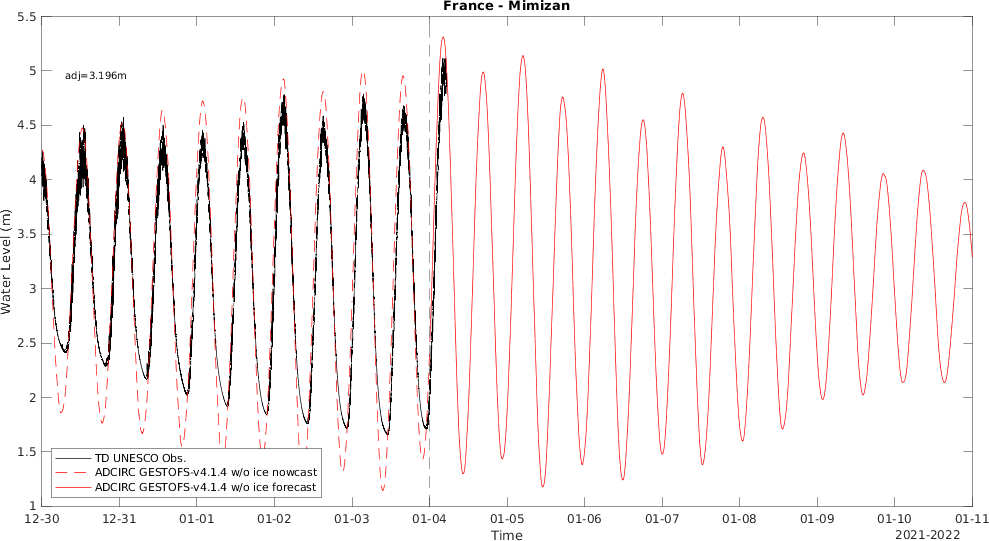 France - Mimizan
5.5
5
4.5
4
3.5
3
2.5
2
1.5
1
Water Level (m)
adj=3.196m
TD UNESCO Obs.
ADCIRC GESTOFS-v4.1.4 w/o ice nowcast
ADCIRC GESTOFS-v4.1.4 w/o ice forecast
12-30 12-31 01-01 01-02 01-03 01-04 01-05 01-06 01-07 01-08 01-09 01-10 01-11
Time
2021-2022